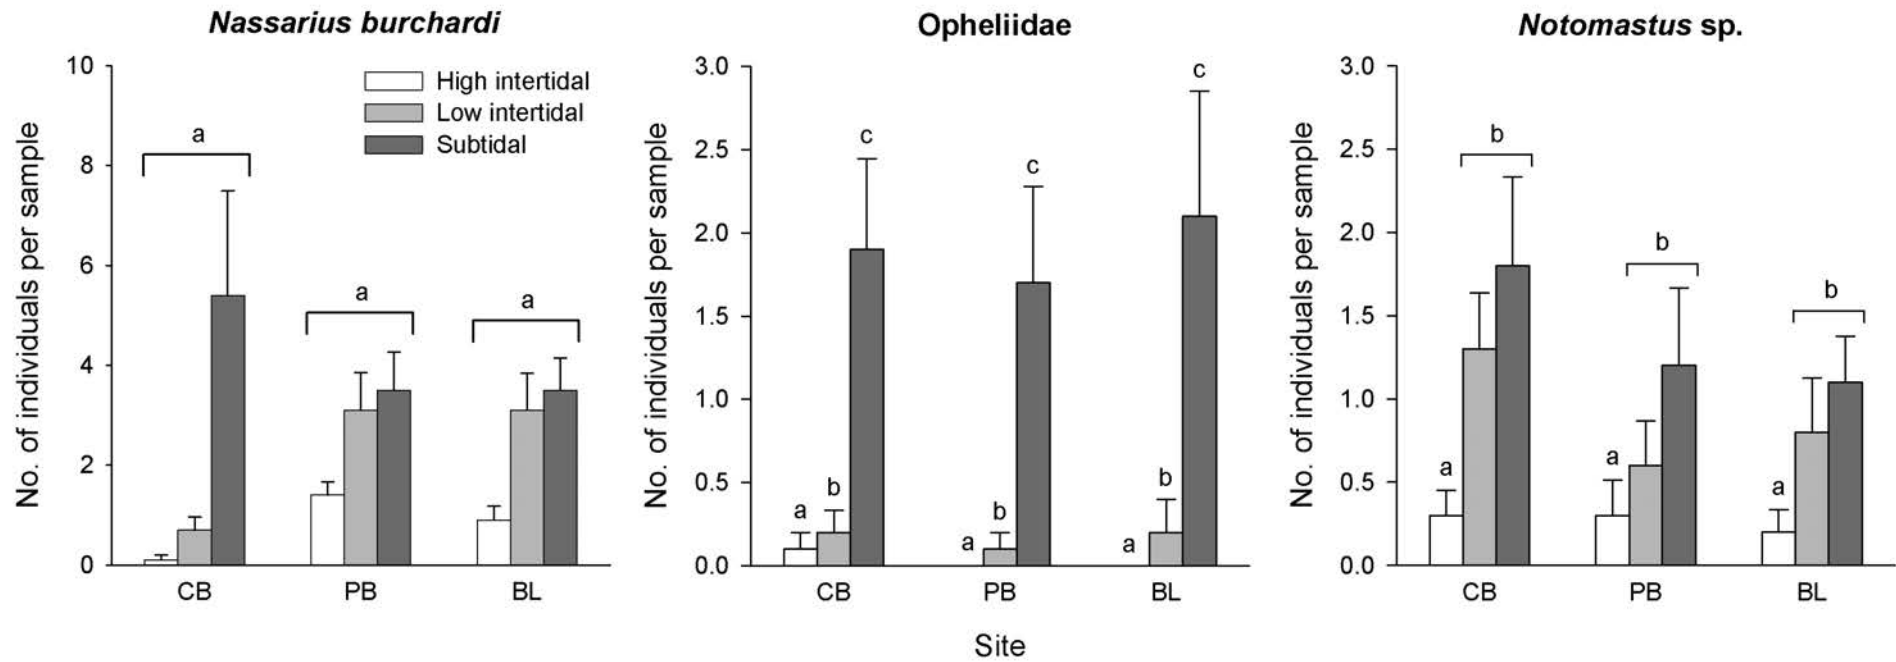 Nassarius burchardi
No. of individuals per sample
10
8
6
4
2
0
High intertidal
Low intertidal
Subtidal
a
a
a
CB
PB
BL
Opheliidae
No. of individuals per sample
3.0
2.5
2.0
1.5
1.0
0.5
0.0
a
b
c
a
b
c
a
b
c
CB
PB
BL
Site
Notomastus sp.
No. of individuals per sample
3.0
2.5
2.0
1.5
1.0
0.5
0.0
a
b
a
b
a
b
CB
PB
BL